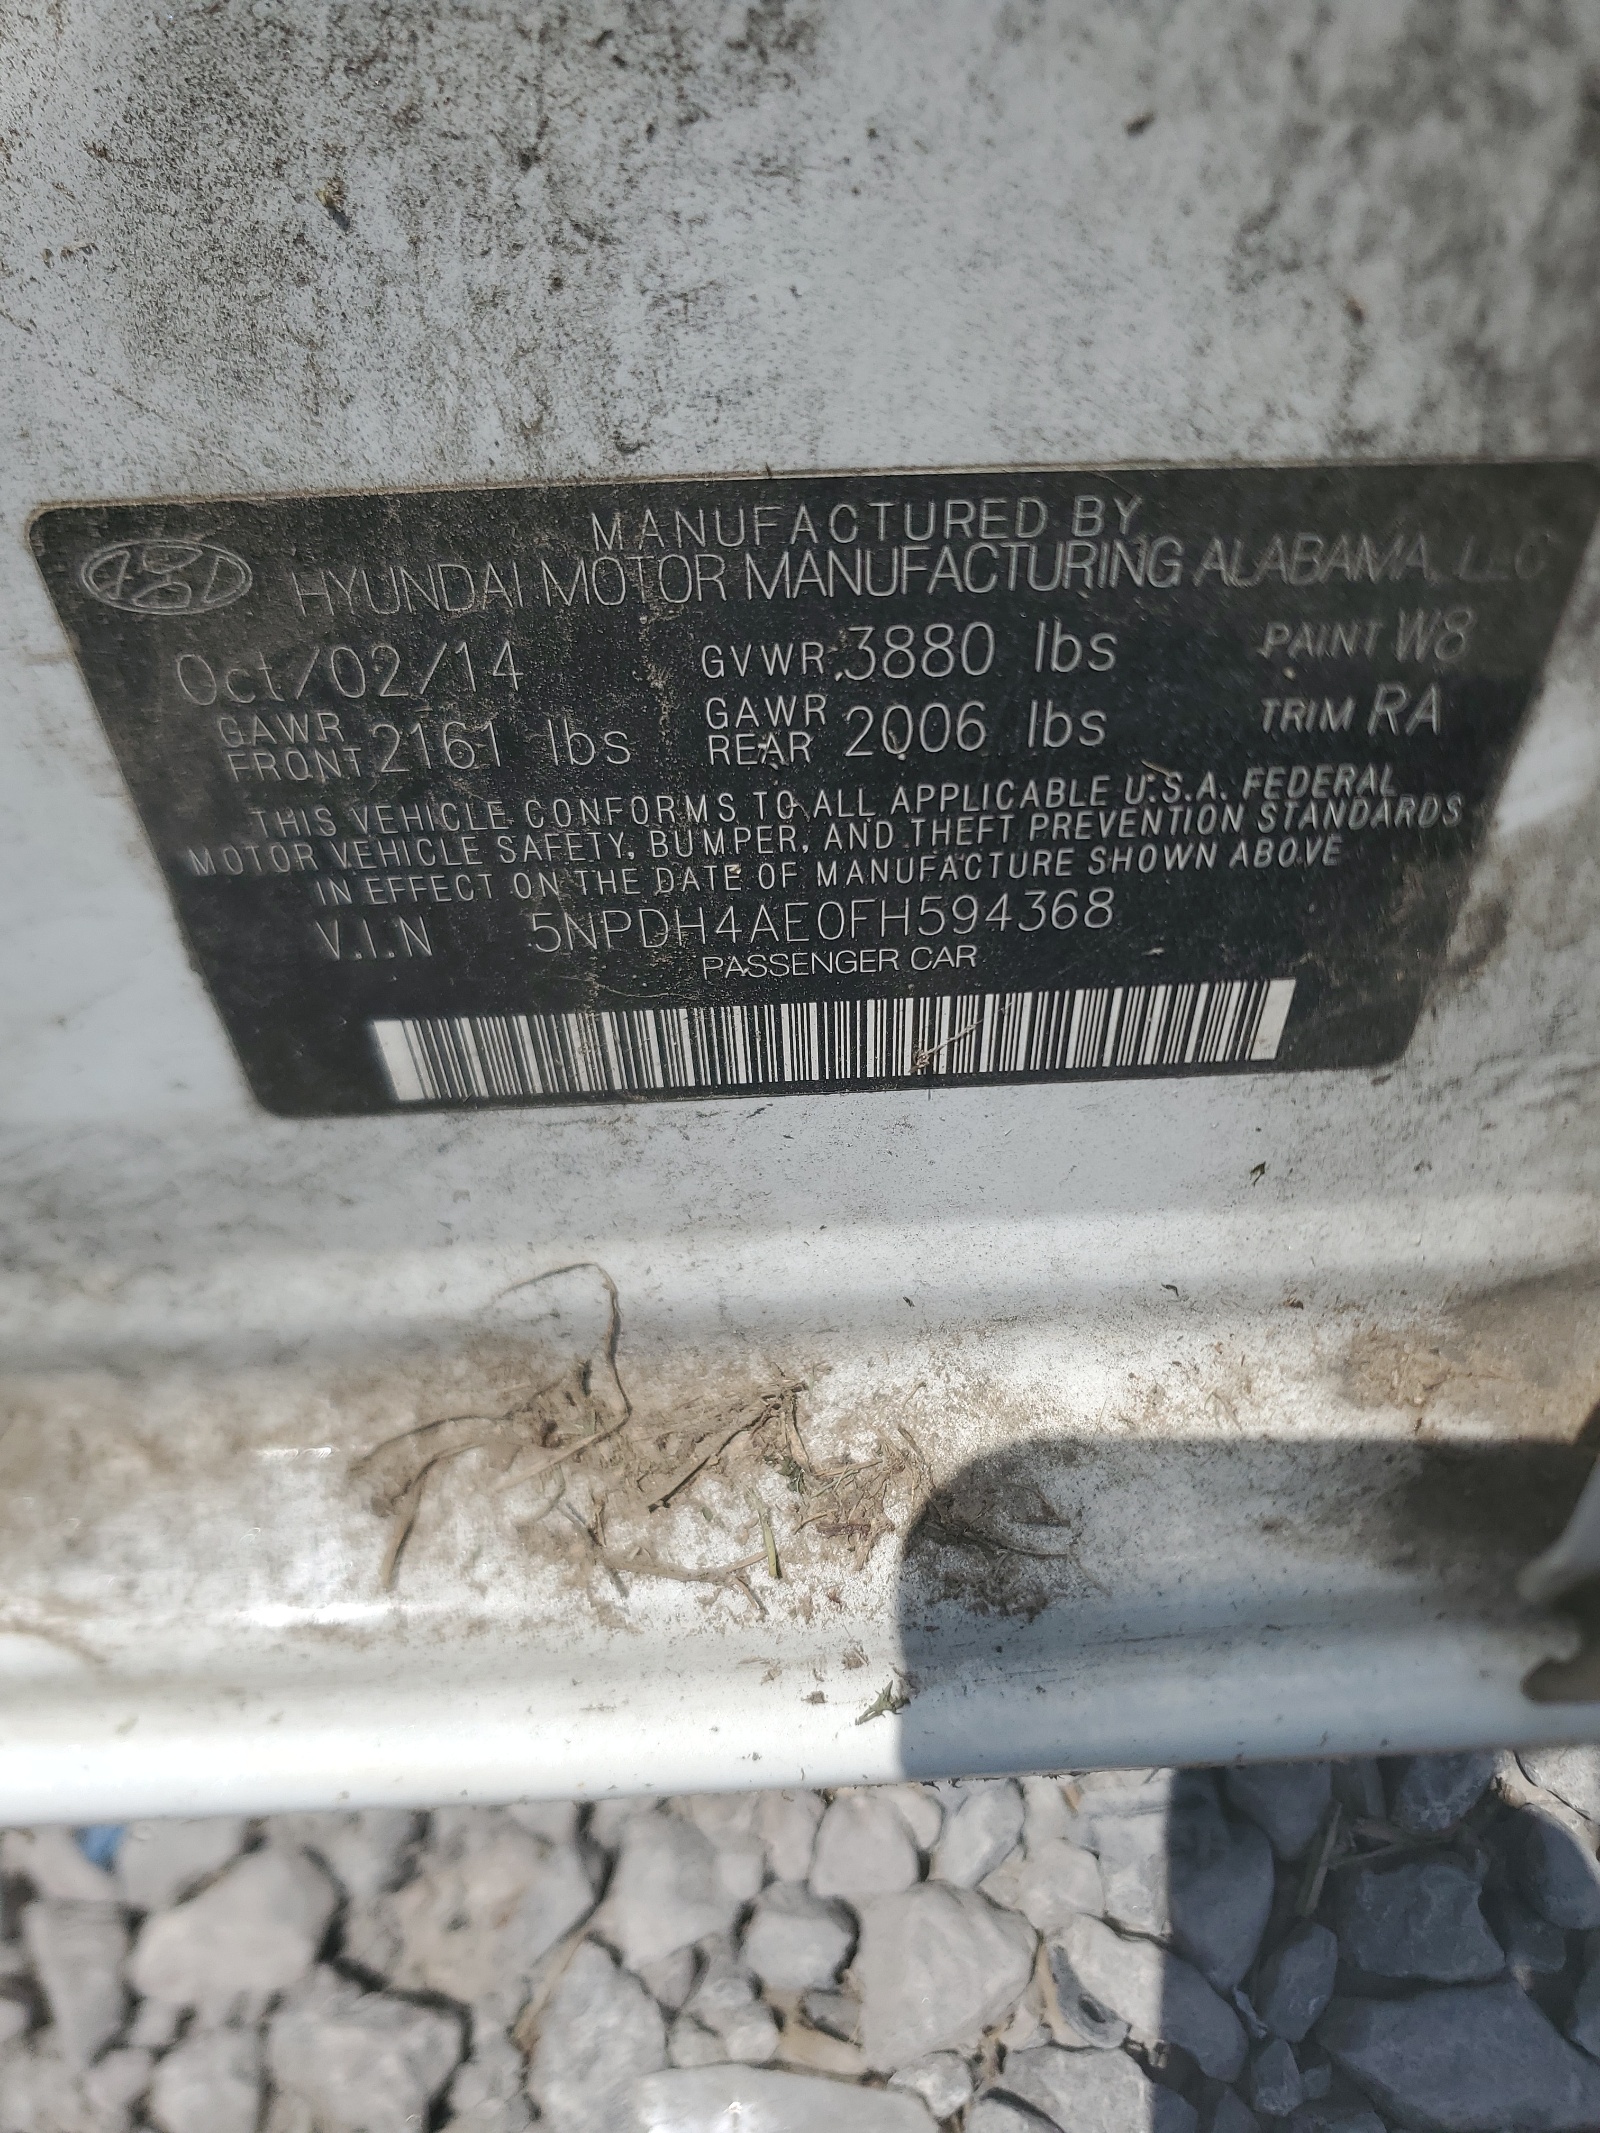 MANUFACTURED BY
HYUNDAI MOTOR MANUFACTURING ALABAMA, LLC
Oct/02/14 GVWR 3880 lbs PAINT W8
GAWR FRONT 2161 lbs GAWR REAR 2006 lbs TRIM RA
THIS VEHICLE CONFORMS TO ALL APPLICABLE U.S.A. FEDERAL
MOTOR VEHICLE SAFETY, BUMPER, AND THEFT PREVENTION STANDARDS
IN EFFECT ON THE DATE OF MANUFACTURE SHOWN ABOVE
V.I.N 5NPDH4AE0FH594368
PASSENGER CAR